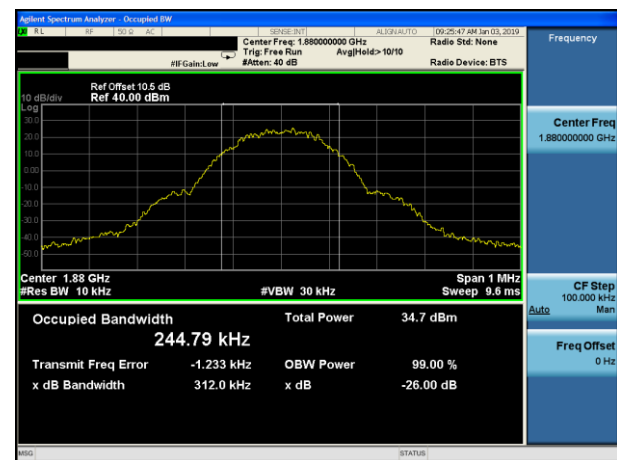 Agilent Spectrum Analyzer - Occupied BW
RL RF 50 Ω AC SENSE:INT ALIGNAUTO 09:25:47 AM Jan 03, 2019
Center Freq: 1.880000000 GHz Radio Std: None
Trig: Free Run Avg|Hold:> 10/10
#IFGain:Low #Atten: 40 dB Radio Device: BTS
Frequency
Ref Offset 10.5 dB
10 dB/div Ref 40.00 dBm
Log
30.0
20.0
10.0
0.00
-10.0
-20.0
-30.0
-40.0
-50.0
Center 1.88 GHz Span 1 MHz
#Res BW 10 kHz #VBW 30 kHz Sweep 9.6 ms
Occupied Bandwidth Total Power 34.7 dBm
244.79 kHz
Transmit Freq Error -1.233 kHz OBW Power 99.00 %
x dB Bandwidth 312.0 kHz x dB -26.00 dB
Center Freq
1.880000000 GHz
CF Step
100.000 kHz
Auto Man
Freq Offset
0 Hz
MSG STATUS